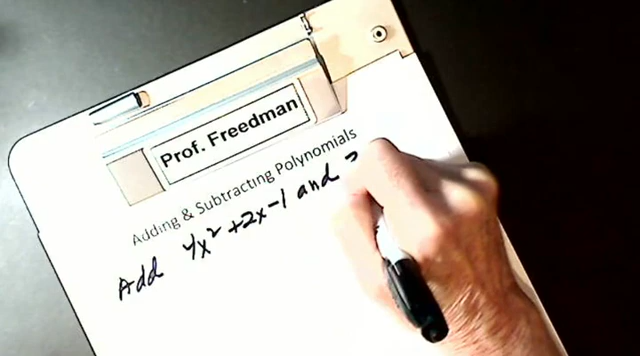 Prof. Freedman
Adding & Subtracting Polynomials
Add 4x²+2x-1 and